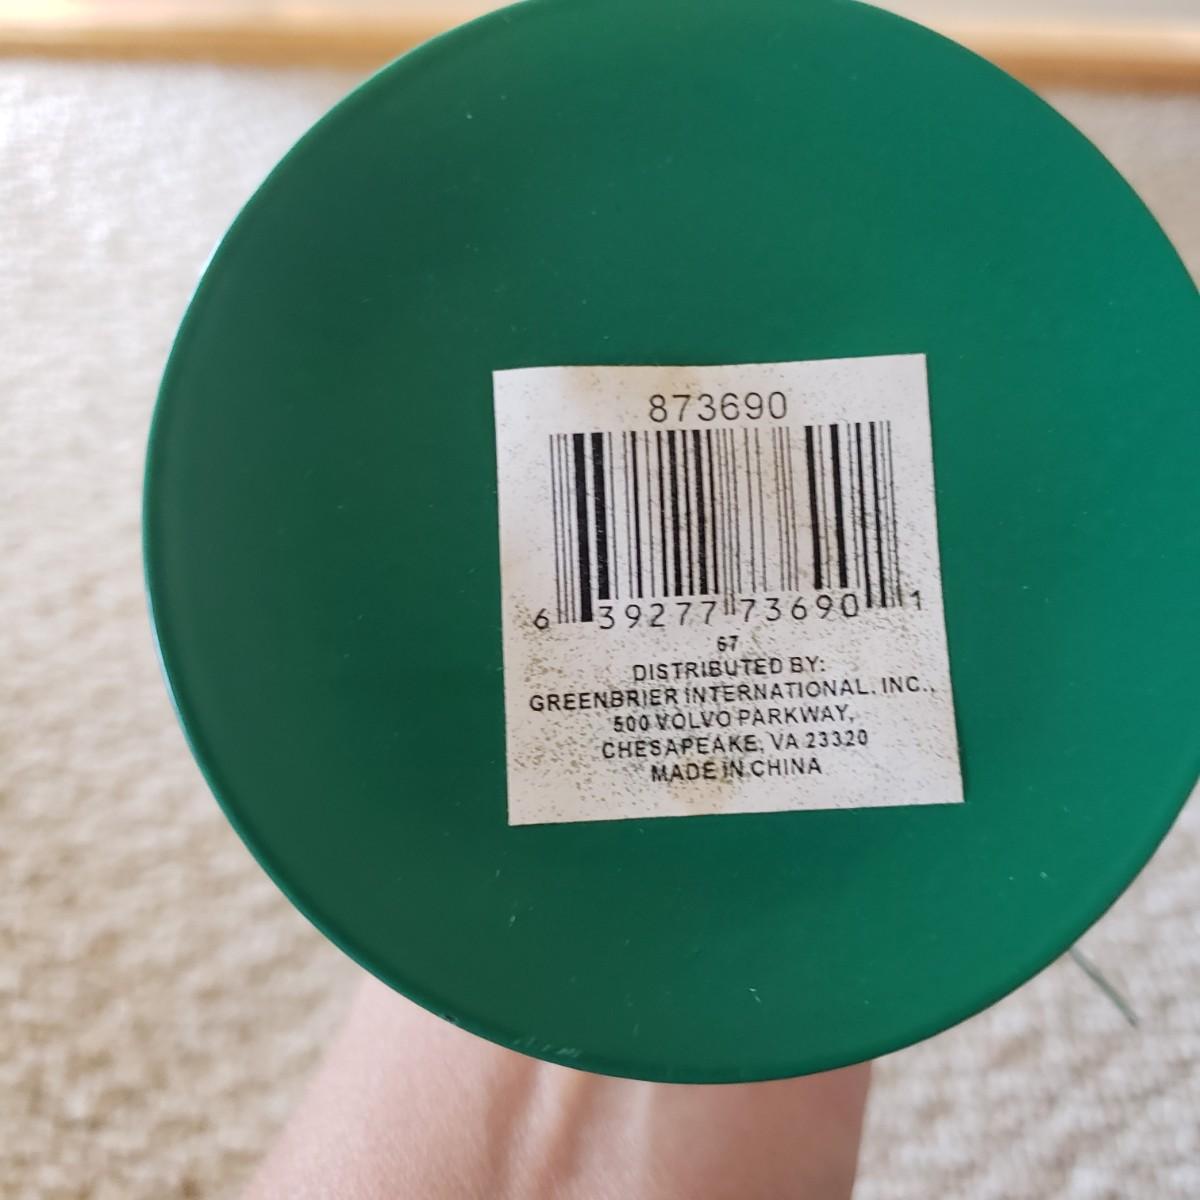 873690
6 39277 73690 1
67
DISTRIBUTED BY:
GREENBRIER INTERNATIONAL, INC.,
500 VOLVO PARKWAY,
CHESAPEAKE, VA 23320
MADE IN CHINA